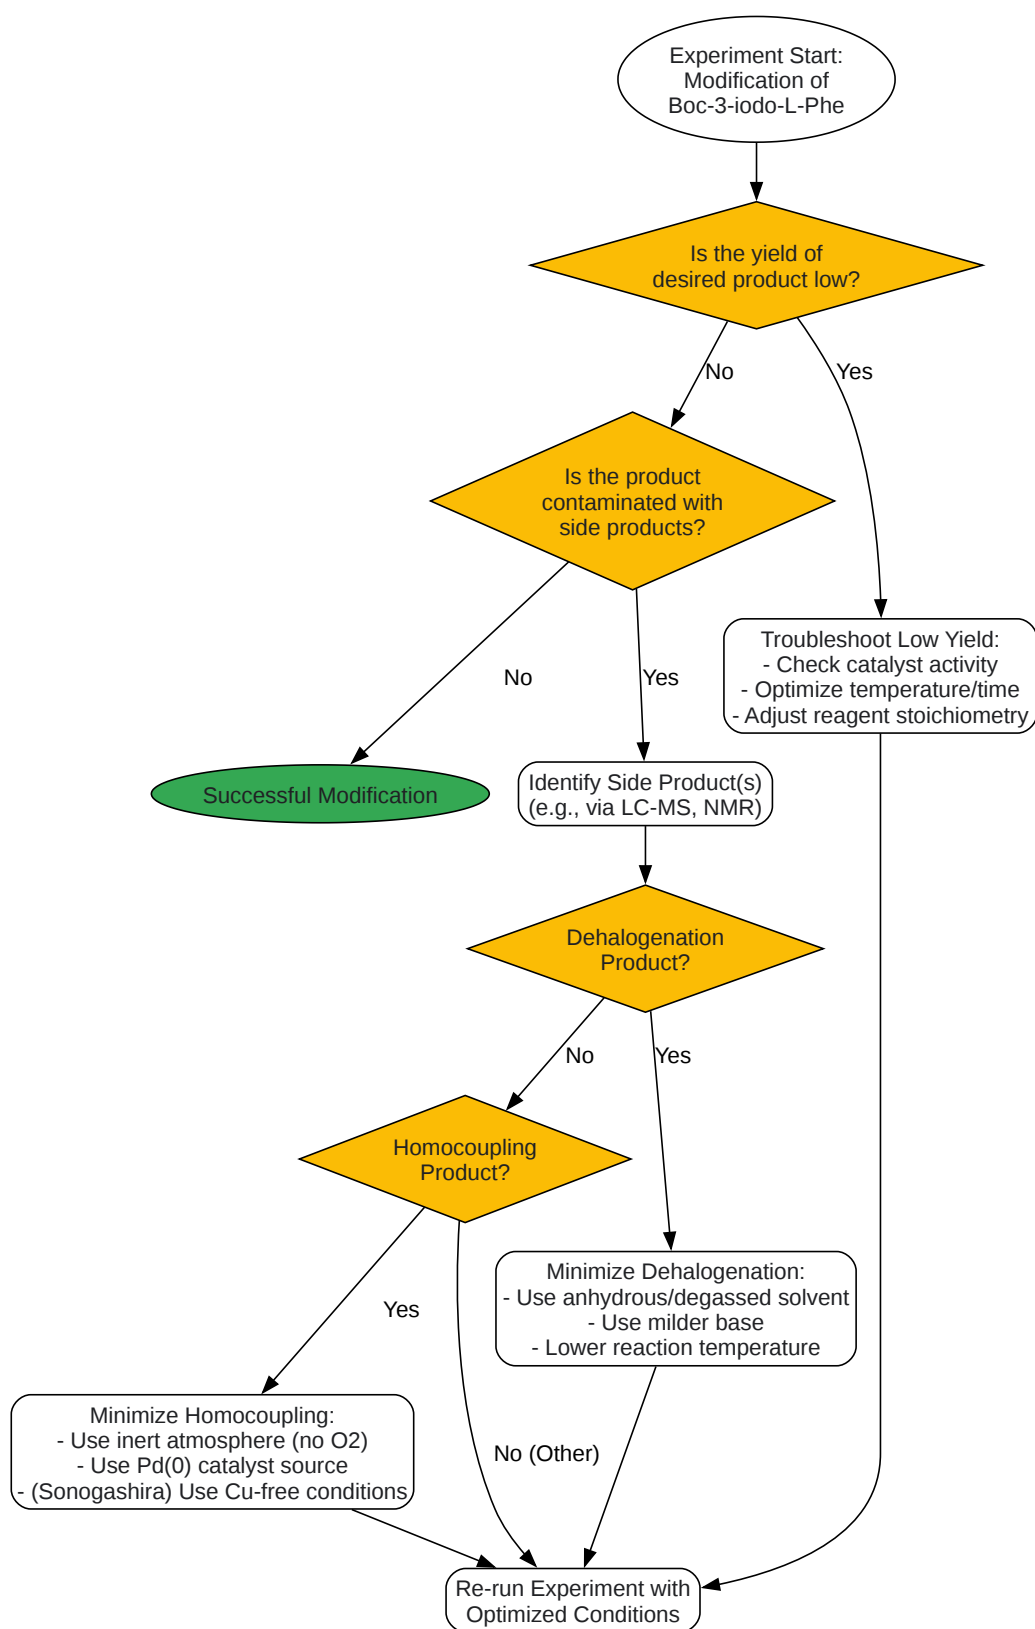 Experiment Start:
Modification of
Boc-3-iodo-L-Phe
Is the yield of
desired product low?
No
Yes
Is the product
contaminated with
side products?
Troubleshoot Low Yield:
- Check catalyst activity
- Optimize temperature/time
- Adjust reagent stoichiometry
No
Yes
Successful Modification
Identify Side Product(s)
(e.g., via LC-MS, NMR)
Dehalogenation
Product?
No
Yes
Homocoupling
Product?
Minimize Dehalogenation:
- Use anhydrous/degassed solvent
- Use milder base
- Lower reaction temperature
Yes
Minimize Homocoupling:
- Use inert atmosphere (no O2)
- Use Pd(0) catalyst source
- (Sonogashira) Use Cu-free conditions
No (Other)
Re-run Experiment with
Optimized Conditions